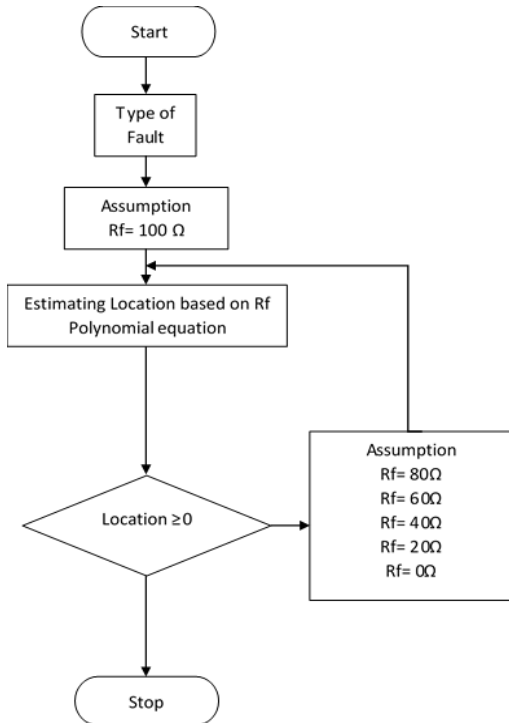 Start
Type of
Fault
Assumption
Rf= 100 Ω
Estimating Location based on Rf
Polynomial equation
Location ≥0
Assumption
Rf= 80Ω
Rf= 60Ω
Rf= 40Ω
Rf= 20Ω
Rf= 0Ω
Stop